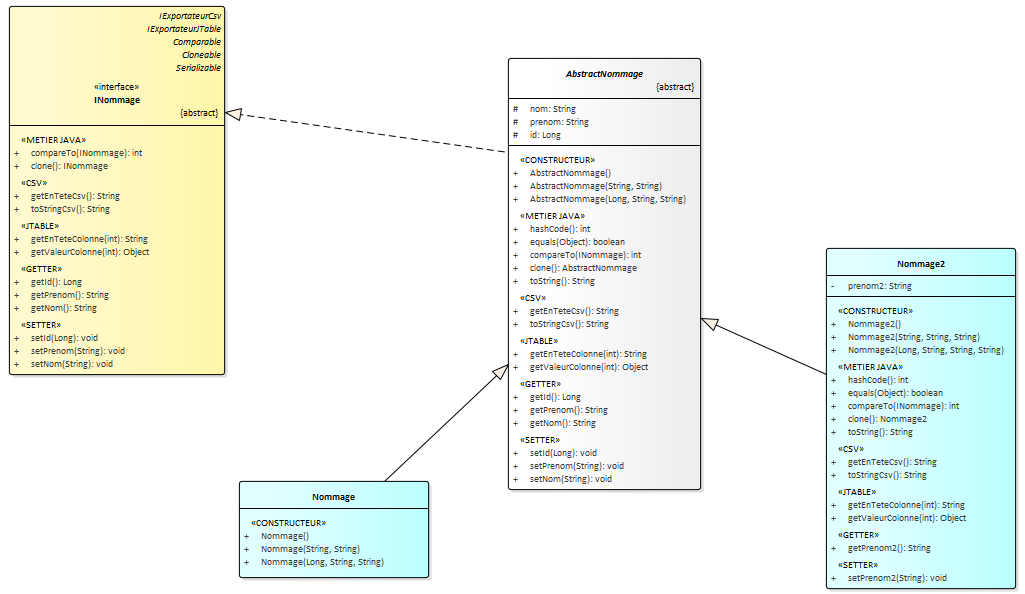 IExportateurCsv
IExportateurJTable
Comparable
Cloneable
Serializable
«interface»
INommage
{abstract}
«METIER JAVA»
+ compareTo(INommage): int
+ clone(): INommage
«CSV»
+ getEnTeteCsv(): String
+ toStringCsv(): String
«JTABLE»
+ getEnTeteColonne(int): String
+ getValeurColonne(int): Object
«GETTER»
+ getId(): Long
+ getPrenom(): String
+ getNom(): String
«SETTER»
+ setId(Long): void
+ setPrenom(String): void
+ setNom(String): void
AbstractNommage
{abstract}
# nom: String
# prenom: String
# id: Long
«CONSTRUCTEUR»
+ AbstractNommage()
+ AbstractNommage(String, String)
+ AbstractNommage(Long, String, String)
«METIER JAVA»
+ hashCode(): int
+ equals(Object): boolean
+ compareTo(INommage): int
+ clone(): AbstractNommage
+ toString(): String
«CSV»
+ getEnTeteCsv(): String
+ toStringCsv(): String
«JTABLE»
+ getEnTeteColonne(int): String
+ getValeurColonne(int): Object
«GETTER»
+ getId(): Long
+ getPrenom(): String
+ getNom(): String
«SETTER»
+ setId(Long): void
+ setPrenom(String): void
+ setNom(String): void
Nommage
«CONSTRUCTEUR»
+ Nommage()
+ Nommage(String, String)
+ Nommage(Long, String, String)
Nommage2
- prenom2: String
«CONSTRUCTEUR»
+ Nommage2()
+ Nommage2(String, String, String)
+ Nommage2(Long, String, String, String)
«METIER JAVA»
+ hashCode(): int
+ equals(Object): boolean
+ compareTo(INommage): int
+ clone(): Nommage2
+ toString(): String
«CSV»
+ getEnTeteCsv(): String
+ toStringCsv(): String
«JTABLE»
+ getEnTeteColonne(int): String
+ getValeurColonne(int): Object
«GETTER»
+ getPrenom2(): String
«SETTER»
+ setPrenom2(String): void